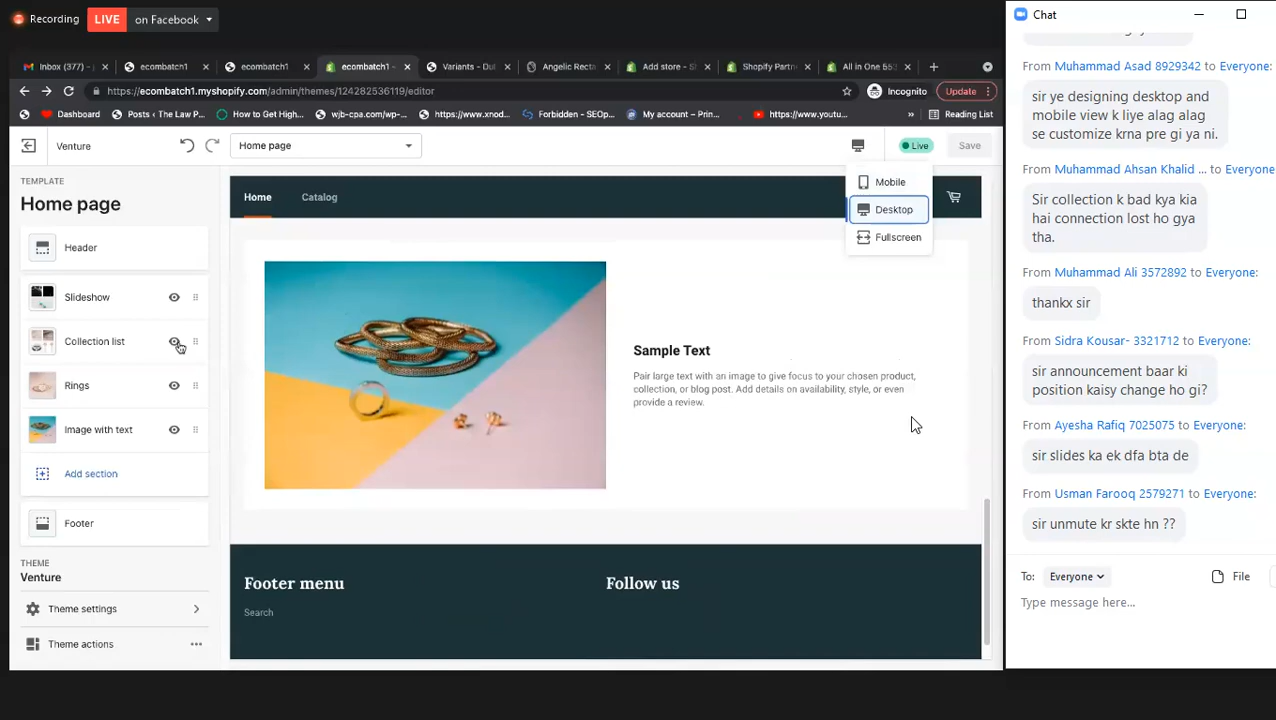 Recording
LIVE
on Facebook
Inbox (377) –
ecombatch1
ecombatch1
ecombatch1 -
Variants - Du
Angelic Recta
Add store - S
Shopify Partn
All in One 55
https://ecombatch1.myshopify.com/admin/themes/124282536119/editor
Incognito
Update
Dashboard
Posts ‹ The Law P...
How to Get High...
wjb-cpa.com/wp-...
https://www.xnod...
Forbidden - SEOp...
My account – Prin...
https://www.youtu...
»
Reading List
Venture
Home page
Live
Save
Mobile
Desktop
Fullscreen
TEMPLATE
Home page
Header
Slideshow
Collection list
Rings
Image with text
Add section
Footer
THEME
Venture
Theme settings
Theme actions
Home
Catalog
Sample Text
Pair large text with an image to give focus to your chosen product,
collection, or blog post. Add details on availability, style, or even
provide a review.
Footer menu
Search
Follow us
Chat
From Muhammad Asad 8929342 to Everyone:
sir ye designing desktop and
mobile view k liye alag alag
se customize krna pre gi ya ni.
From Muhammad Ahsan Khalid ... to Everyone:
Sir collection k bad kya kia
hai connection lost ho gya
tha.
From Muhammad Ali 3572892 to Everyone:
thankx sir
From Sidra Kousar- 3321712 to Everyone:
sir announcement baar ki
position kaisy change ho gi?
From Ayesha Rafiq 7025075 to Everyone:
sir slides ka ek dfa bta de
From Usman Farooq 2579271 to Everyone:
sir unmute kr skte hn ??
To:
Everyone
File
Type message here...